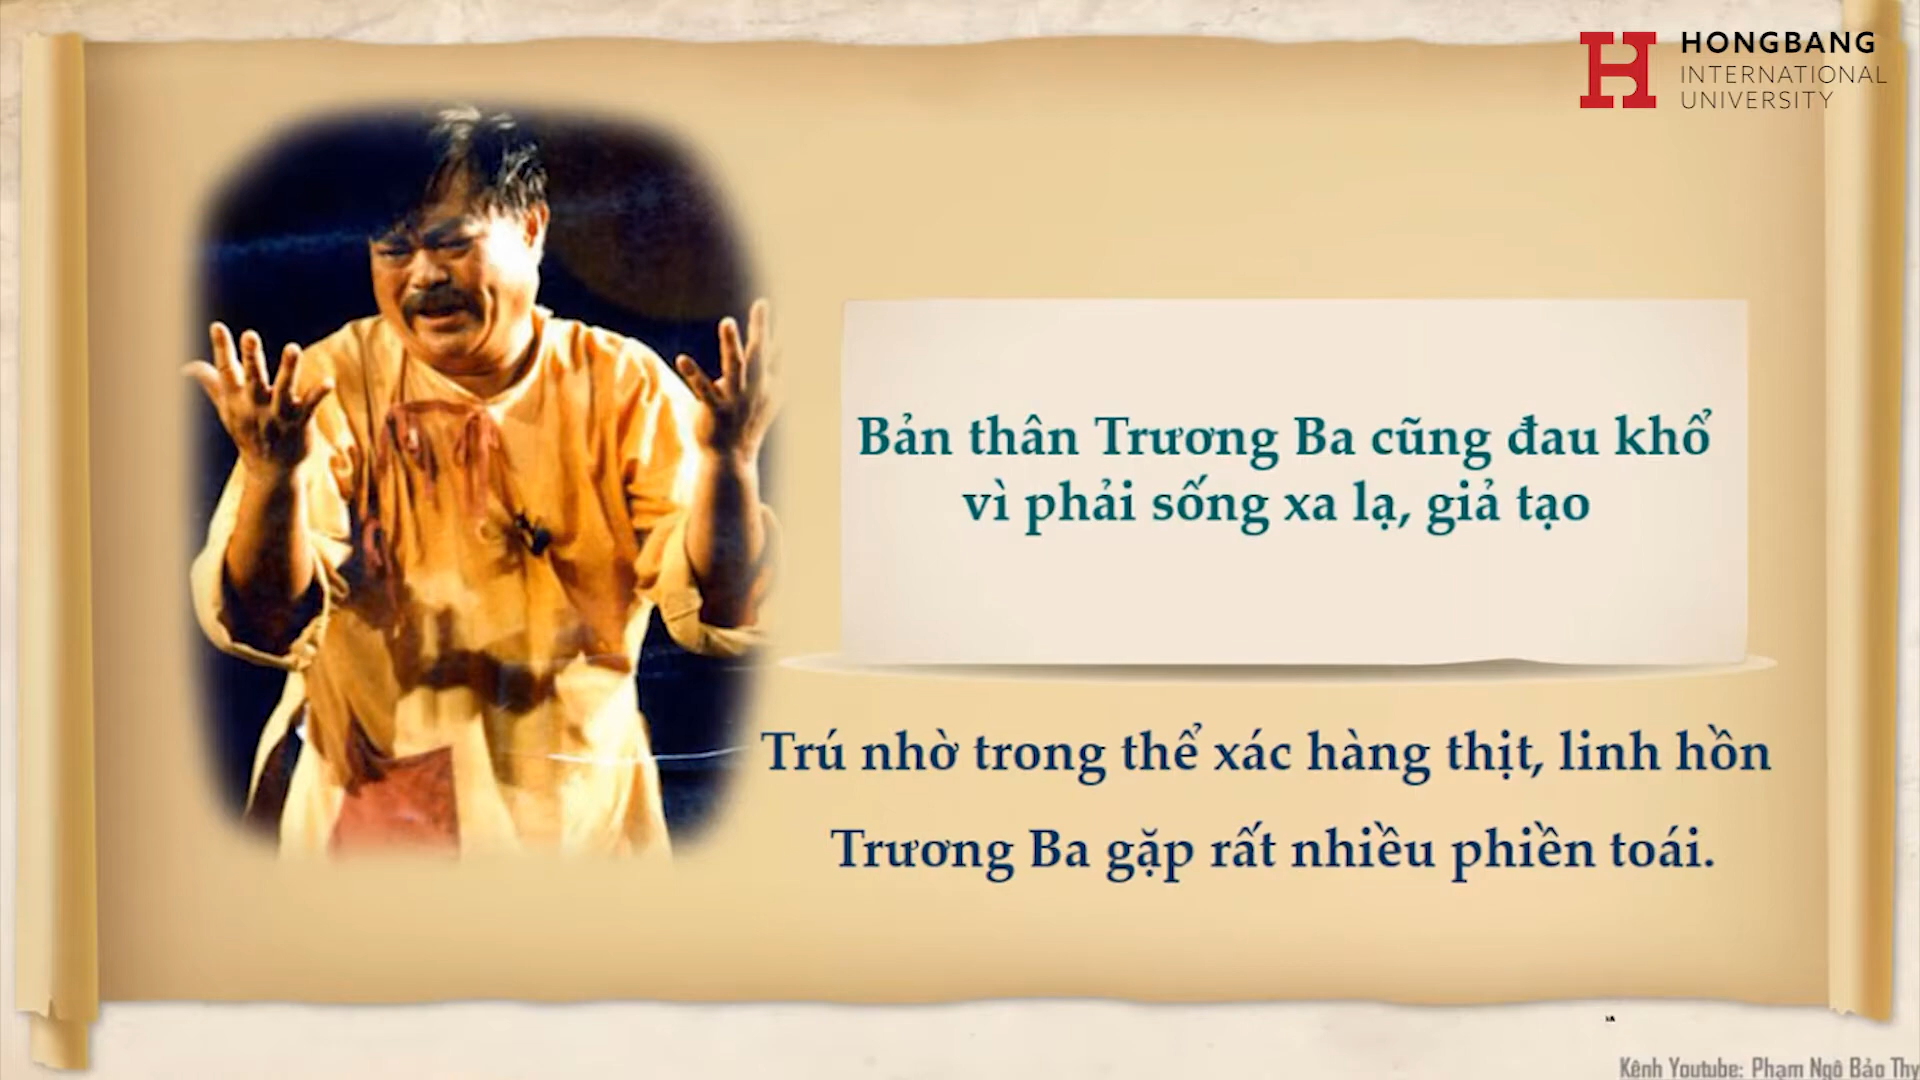 HONGBANG
INTERNATIONAL
UNIVERSITY
Bản thân Trương Ba cũng đau khổ
vì phải sống xa lạ, giả tạo
Trú nhờ trong thể xác hàng thịt, linh hồn
Trương Ba gặp rất nhiều phiền toái.
Kênh Youtube: Phạm Ngô Bảo Thy